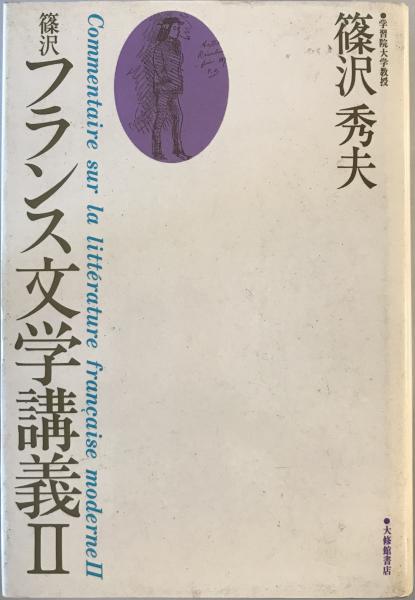 ●学習院大学教授
篠沢秀夫
篠沢
フランス文学講義II
Commentaire sur la littérature française moderne II
●大修館書店